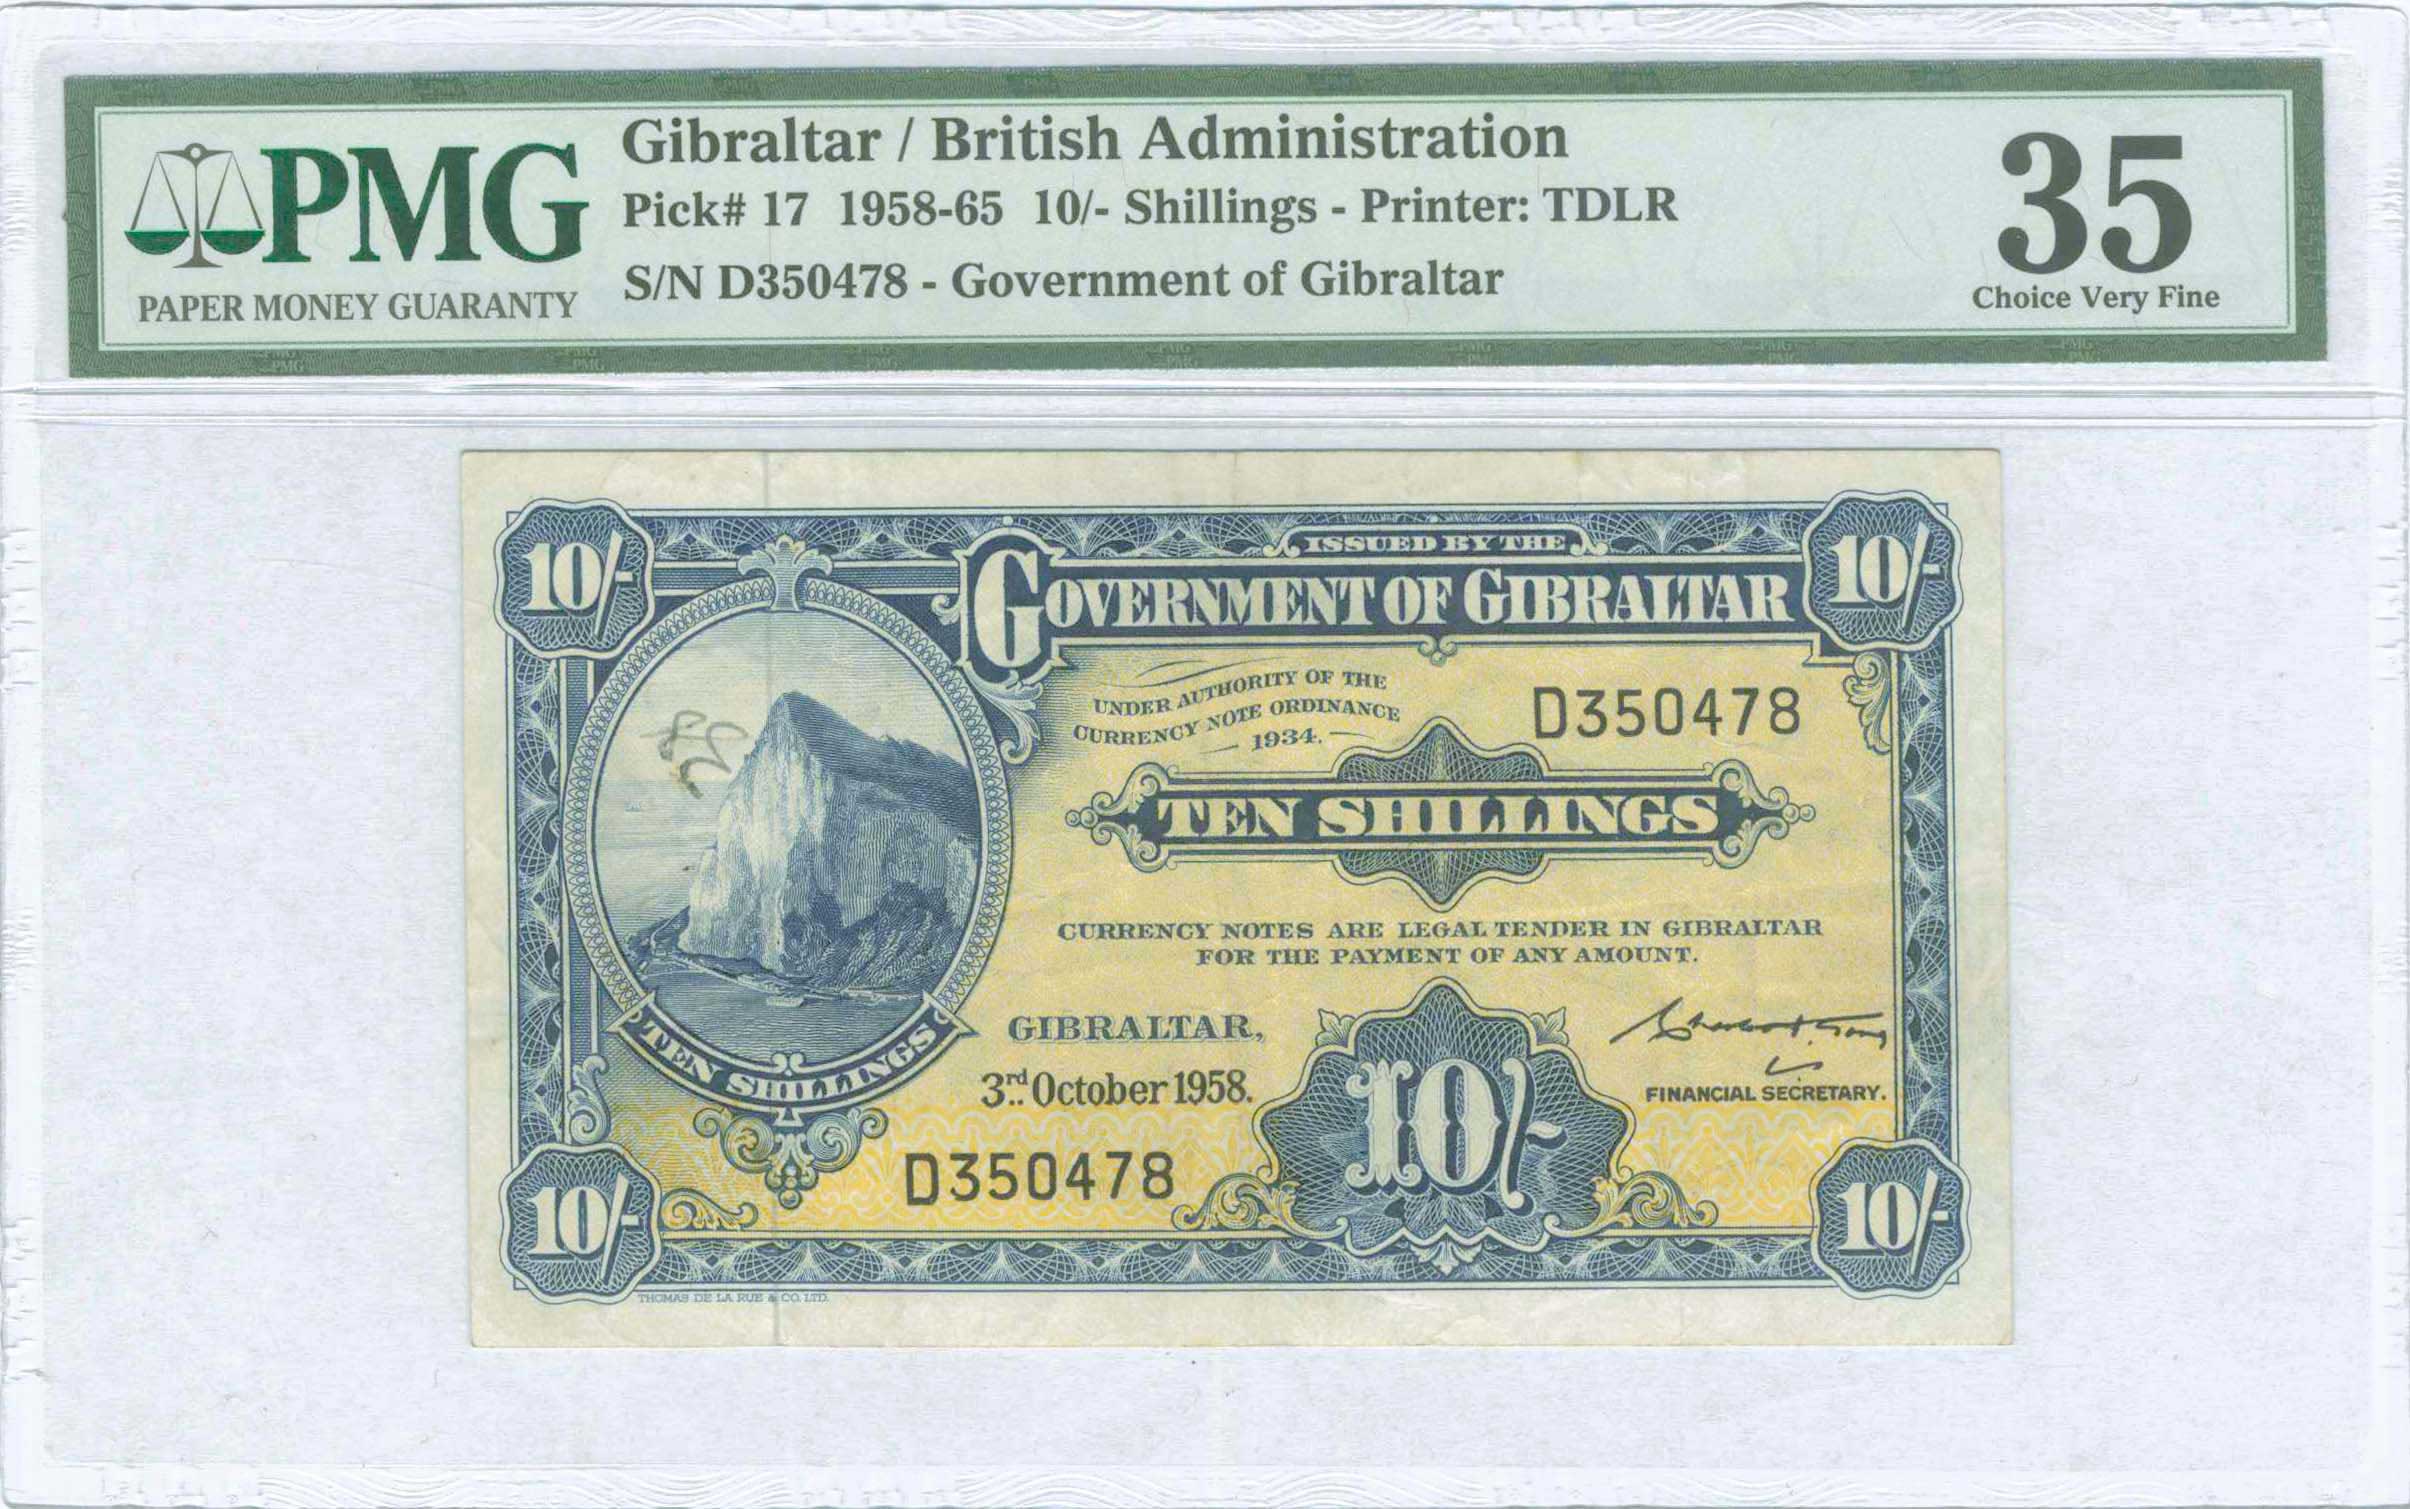 PMG
PAPER MONEY GUARANTY
Gibraltar / British Administration
Pick# 17 1958-65 10/- Shillings - Printer: TDLR
S/N D350478 - Government of Gibraltar
35
Choice Very Fine
10/-
ISSUED BY THE
GOVERNMENT OF GIBRALTAR
10/-
UNDER AUTHORITY OF THE
CURRENCY NOTE ORDINANCE
1934.
D350478
TEN SHILLINGS
CURRENCY NOTES ARE LEGAL TENDER IN GIBRALTAR
FOR THE PAYMENT OF ANY AMOUNT.
TEN SHILLINGS
GIBRALTAR,
3rd October 1958.
FINANCIAL SECRETARY.
D350478
10/-
10/-
10/-
THOMAS DE LA RUE & CO. LTD.